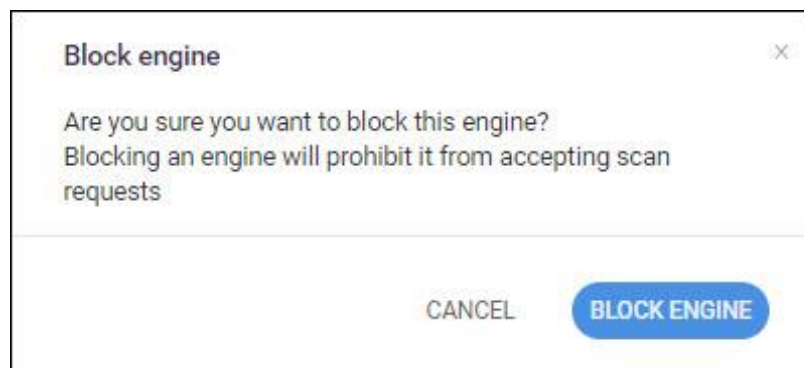 Block engine
Are you sure you want to block this engine?
Blocking an engine will prohibit it from accepting scan
requests
CANCEL
BLOCK ENGINE